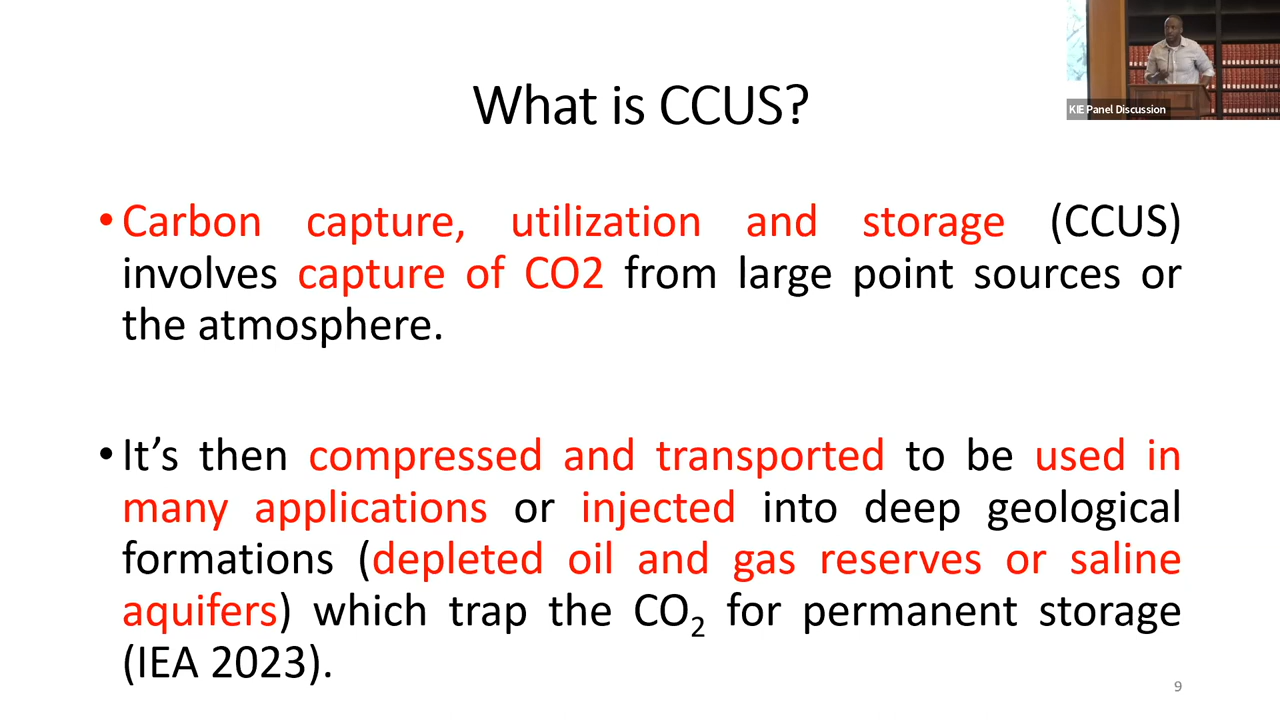 KIE Panel Discussion
What is CCUS?
• Carbon capture, utilization and storage (CCUS)
involves capture of CO2 from large point sources or
the atmosphere.
• It’s then compressed and transported to be used in
many applications or injected into deep geological
formations (depleted oil and gas reserves or saline
aquifers) which trap the CO₂ for permanent storage
(IEA 2023).
9